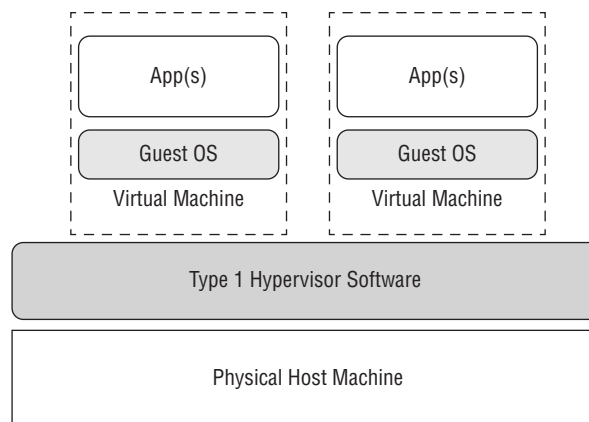 App(s)
App(s)
Guest OS
Guest OS
Virtual Machine
Virtual Machine
Type 1 Hypervisor Software
Physical Host Machine